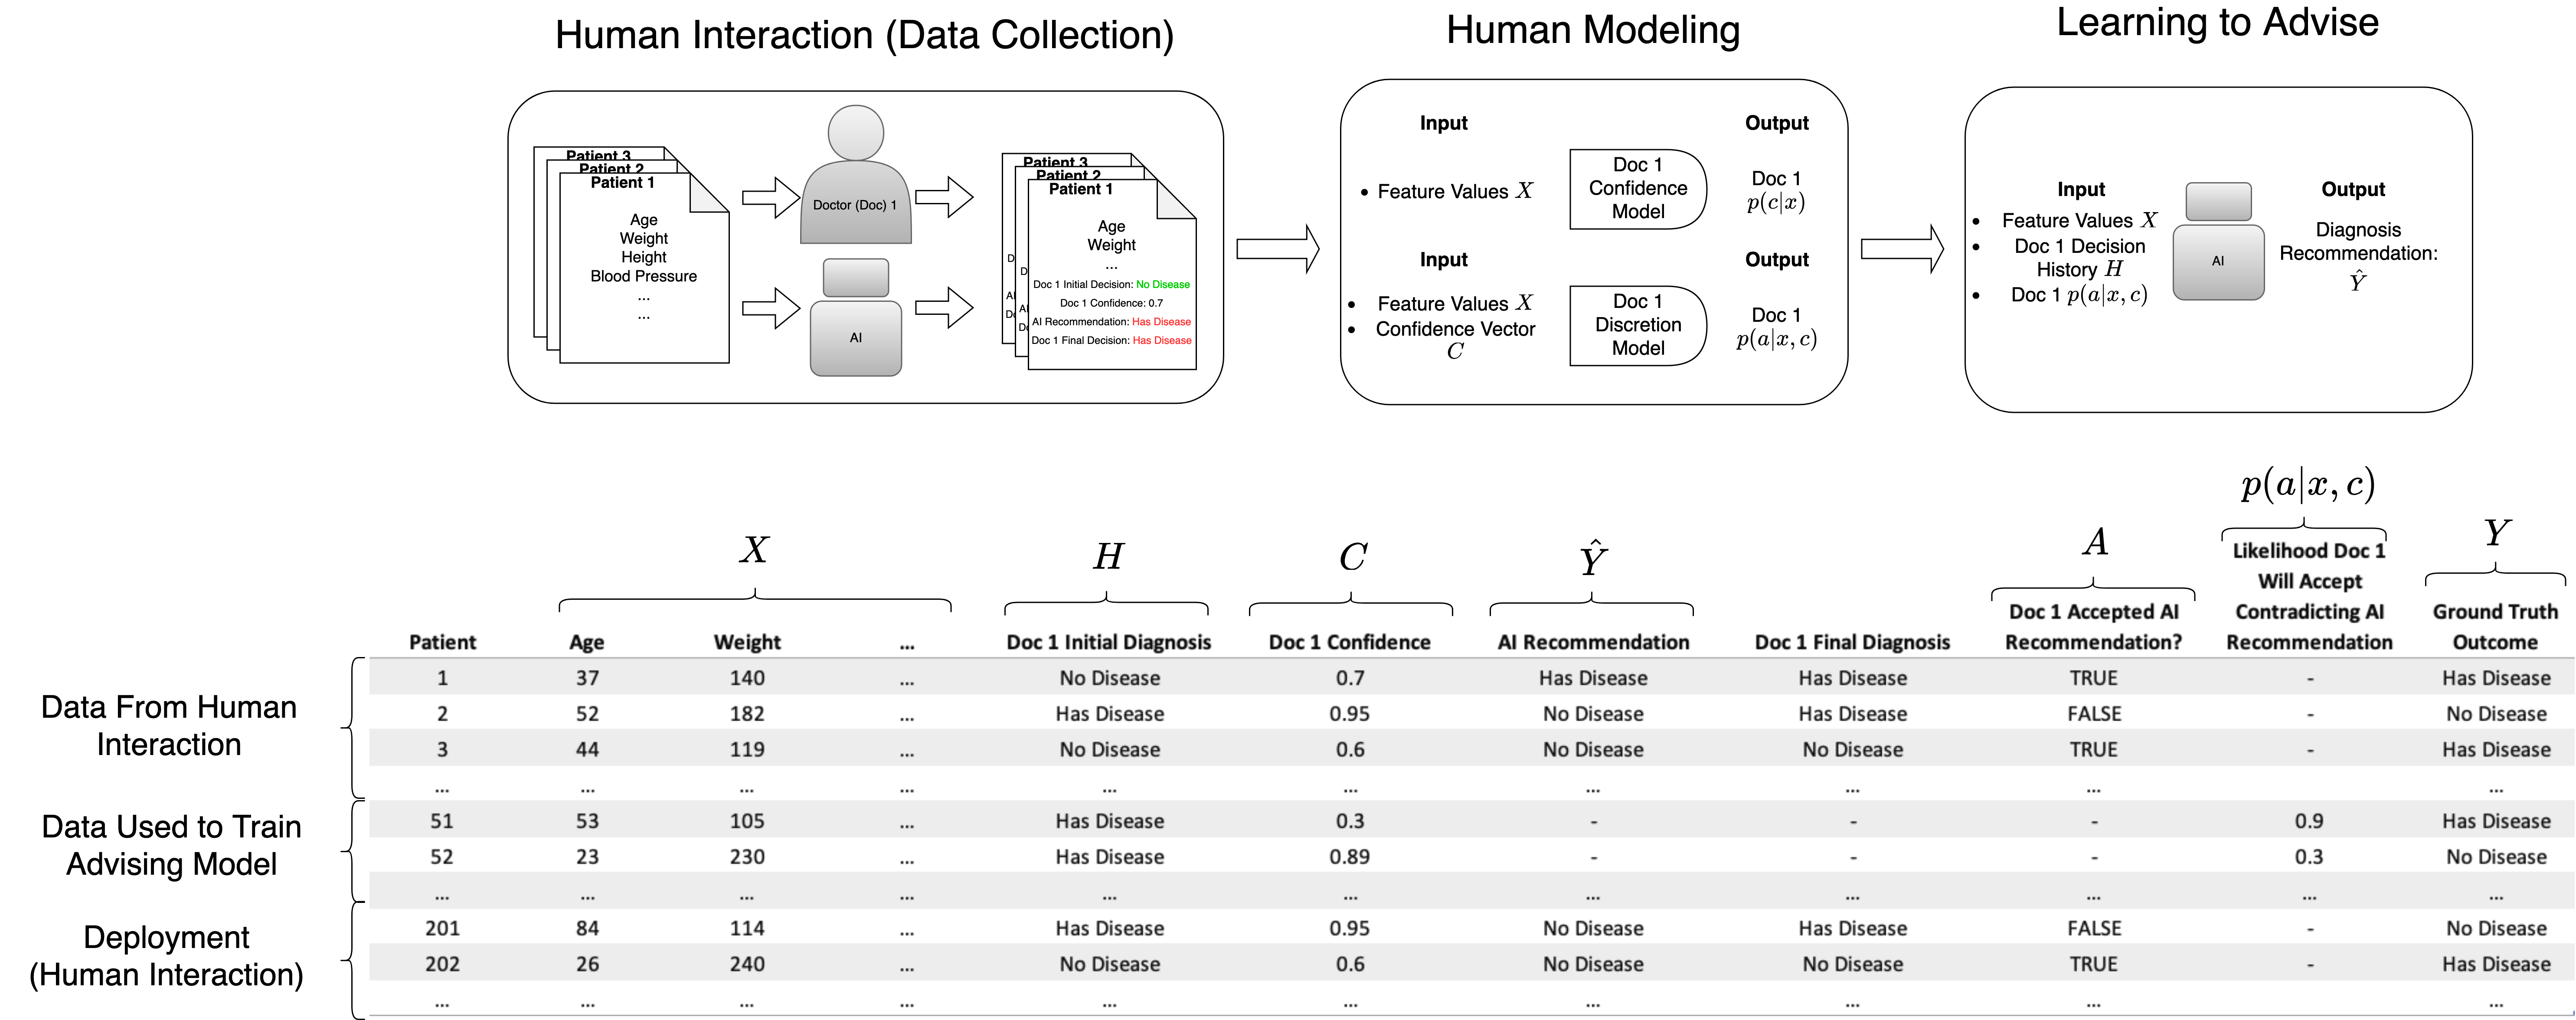 Human Interaction (Data Collection)
Human Modeling
Learning to Advise
Patient 3
Patient 2
Patient 1
Age
Weight
Height
Blood Pressure
...
...
Doctor (Doc) 1
AI
Patient 3
Patient 2
Patient 1
Age
Weight
...
Doc 1 Initial Decision: No Disease
Doc 1 Confidence: 0.7
AI Recommendation: Has Disease
Doc 1 Final Decision: Has Disease
Input
Output
• Feature Values X
Doc 1
Confidence
Model
Doc 1
p(c|x)
Input
Output
• Feature Values X
• Confidence Vector
C
Doc 1
Discretion
Model
Doc 1
p(a|x, c)
Input
• Feature Values X
• Doc 1 Decision
History H
• Doc 1 p(a|x, c)
AI
Output
Diagnosis
Recommendation:
Ŷ
X
H
C
Ŷ
A
p(a|x, c)
Y
Patient
Age
Weight
...
Doc 1 Initial Diagnosis
Doc 1 Confidence
AI Recommendation
Doc 1 Final Diagnosis
Doc 1 Accepted AI
Recommendation?
Likelihood Doc 1
Will Accept
Contradicting AI
Recommendation
Ground Truth
Outcome
Data From Human
Interaction
1 37 140 ... No Disease 0.7 Has Disease Has Disease TRUE - Has Disease
2 52 182 ... Has Disease 0.95 No Disease Has Disease FALSE - No Disease
3 44 119 ... No Disease 0.6 No Disease No Disease TRUE - Has Disease
... ... ... ... ... ... ... ... ... ...
Data Used to Train
Advising Model
51 53 105 ... Has Disease 0.3 - - - 0.9 Has Disease
52 23 230 ... Has Disease 0.89 - - - 0.3 No Disease
... ... ... ... ... ... ... ... ... ... ...
Deployment
(Human Interaction)
201 84 114 ... Has Disease 0.95 No Disease Has Disease FALSE - No Disease
202 26 240 ... No Disease 0.6 No Disease No Disease TRUE - Has Disease
... ... ... ... ... ... ... ... ... ...